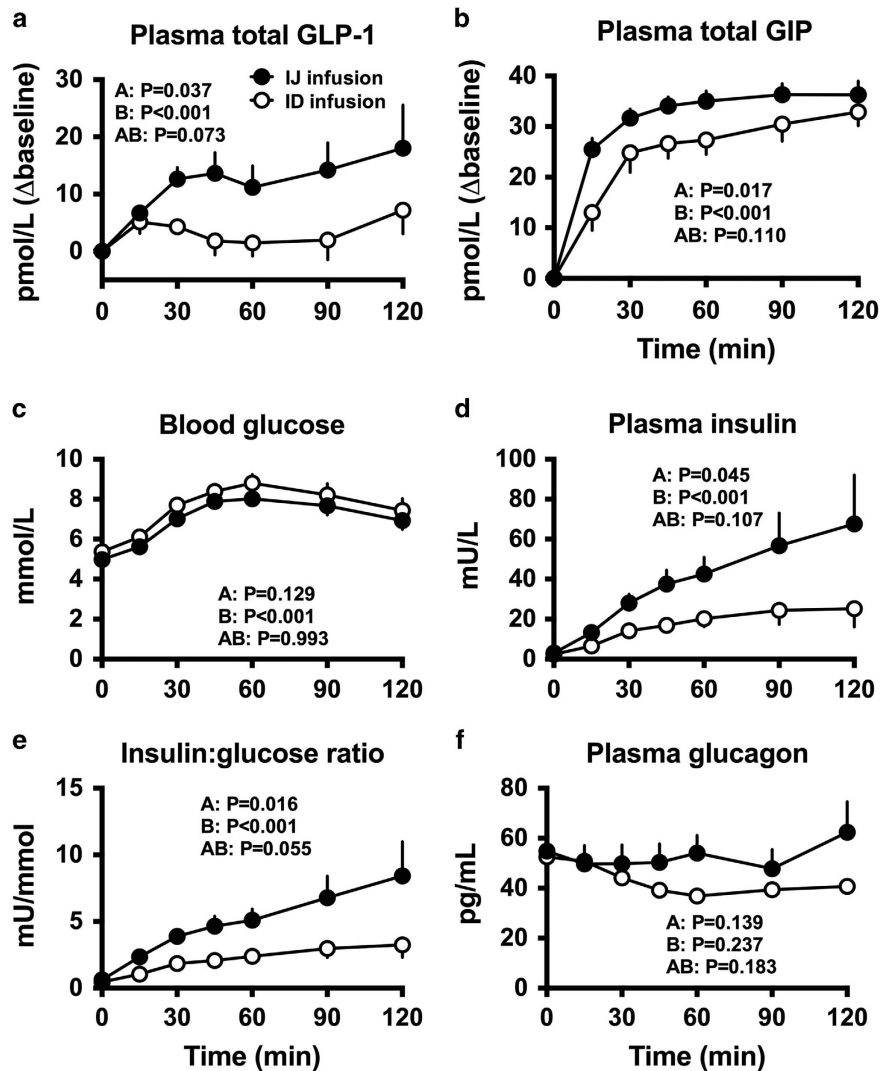 a
Plasma total GLP-1
pmol/L (Δbaseline)
30
20
10
0
A: P=0.037
B: P<0.001
AB: P=0.073
IJ infusion
ID infusion
0 30 60 90 120
b
Plasma total GIP
pmol/L (Δbaseline)
40
30
20
10
0
A: P=0.017
B: P<0.001
AB: P=0.110
0 30 60 90 120
Time (min)
c
Blood glucose
mmol/L
10
8
6
4
2
0
A: P=0.129
B: P<0.001
AB: P=0.993
0 30 60 90 120
d
Plasma insulin
mU/L
100
80
60
40
20
0
A: P=0.045
B: P<0.001
AB: P=0.107
0 30 60 90 120
e
Insulin:glucose ratio
mU/mmol
15
10
5
0
A: P=0.016
B: P<0.001
AB: P=0.055
0 30 60 90 120
Time (min)
f
Plasma glucagon
pg/mL
80
60
40
20
0
A: P=0.139
B: P=0.237
AB: P=0.183
0 30 60 90 120
Time (min)